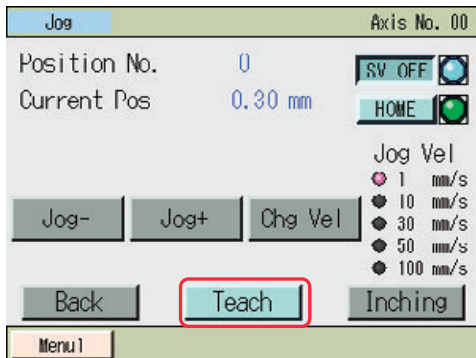 Jog Axis No. 00
Position No. 0 SV OFF
Current Pos 0.30 mm HOME
Jog Vel
1 mm/s
10 mm/s
30 mm/s
50 mm/s
100 mm/s
Jog- Jog+ Chg Vel
Back Teach Inching
Menu1